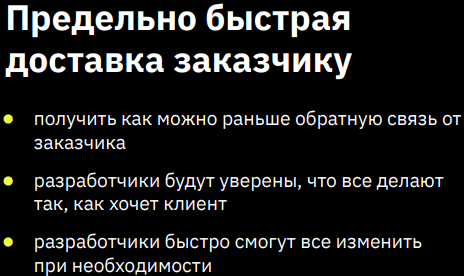 Предельно быстрая
доставка заказчику
получить как можно раньше обратную связь от
заказчика
разработчики будут уверены, что все делают
так, как хочет клиент
разработчики быстро смогут все изменить
при необходимости